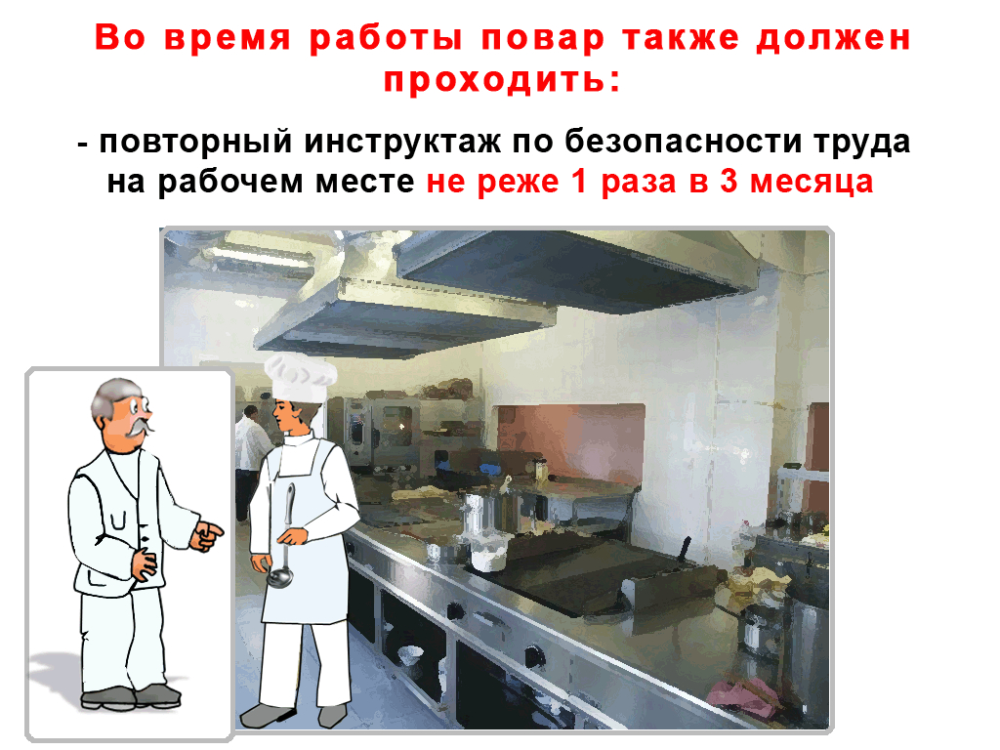 Во время работы повар также должен
проходить:
- повторный инструктаж по безопасности труда
на рабочем месте не реже 1 раза в 3 месяца